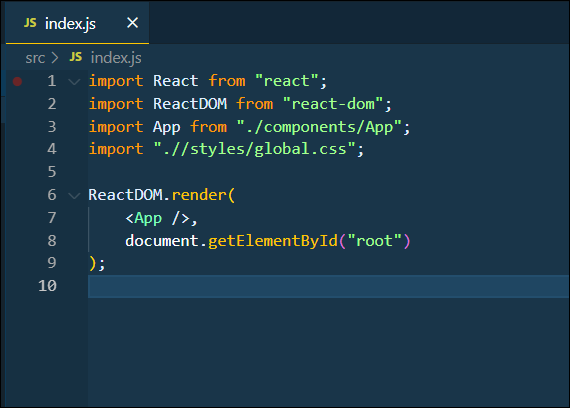 JS index.js ×
src > JS index.js
1 import React from "react";
2 import ReactDOM from "react-dom";
3 import App from "./components/App";
4 import ".//styles/global.css";
5
6 ReactDOM.render(
7     <App />,
8     document.getElementById("root")
9 );
10